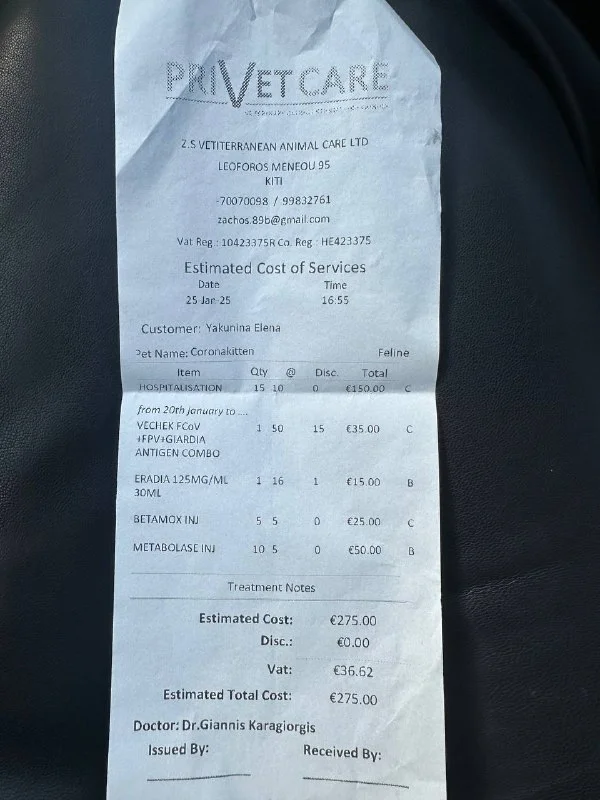 PRIVET CARE
Z.S VETITERRANEAN ANIMAL CARE LTD
LEOFOROS MENEOU 95
KITI
-70070098 / 99832761
zachos.89b@gmail.com
Vat Reg : 10423375R Co. Reg : HE423375
Estimated Cost of Services
Date Time
25 Jan 25 16:55
Customer: Yakunina Elena
Pet Name: Coronakitten Feline
Item Qty @ Disc. Total
HOSPITALISATION 15 10 0 €150.00 C
from 20th january to ....
VECHEK FCoV 1 50 15 €35.00 C
+FPV+GIARDIA
ANTIGEN COMBO
ERADIA 125MG/ML 1 16 1 €15.00 B
30ML
BETAMOX INJ 5 5 0 €25.00 C
METABOLASE INJ 10 5 0 €50.00 B
Treatment Notes
Estimated Cost: €275.00
Disc.: €0.00
Vat: €36.62
Estimated Total Cost: €275.00
Doctor: Dr.Giannis Karagiorgis
Issued By: Received By: